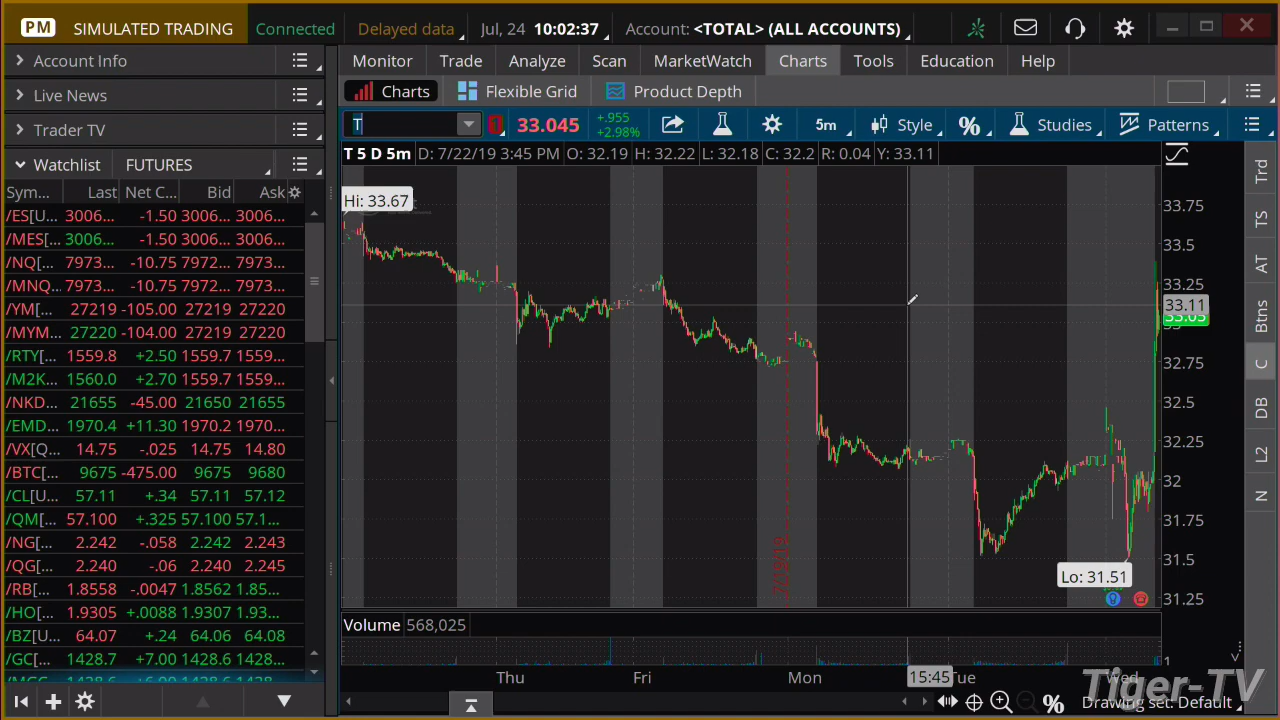 PM SIMULATED TRADING Connected Delayed data Jul, 24 10:02:37 Account: <TOTAL> (ALL ACCOUNTS)
Account Info
Live News
Trader TV
Watchlist FUTURES
Sym... Last Net C... Bid Ask
/ES[U... 3006... -1.50 3006... 3006...
/MES[... 3006... -1.50 3006... 3006...
/NQ[... 7973... -10.75 7972... 7973...
/MNQ... 7973... -10.75 7972... 7973...
/YM[... 27219 -105.00 27218 27219
/MYM... 27220 -104.00 27219 27220
/RTY[... 1559.8 +2.50 1559.7 1559...
/M2K... 1560.0 +2.70 1559.7 1559...
/NKD... 21655 -45.00 21650 21655
/EMD... 1970.4 +11.30 1970.2 1970...
/VX[Q... 14.75 -.025 14.75 14.80
/BTC[... 9675 -475.00 9675 9680
/CL[U... 57.11 +.34 57.11 57.12
/QM[... 57.100 +.325 57.100 57.1...
/NG[... 2.242 -.058 2.242 2.243
/QG[... 2.240 -.06 2.240 2.245
/RB[... 1.8558 -.0047 1.8562 1.85...
/HO[... 1.9305 +.0088 1.9307 1.93...
/BZ[U... 64.07 +.24 64.06 64.08
/GC[... 1428.7 +7.00 1428.6 1428...
Monitor Trade Analyze Scan MarketWatch Charts Tools Education Help
Charts Flexible Grid Product Depth
T 33.045 +.955 +2.98% 5m Style Studies Patterns
T 5 D 5m D: 7/22/19 3:45 PM O: 32.19 H: 32.22 L: 32.18 C: 32.2 R: 0.04 Y: 33.11
Hi: 33.67
33.75
33.5
33.25
33.11
33.05
33
32.75
32.5
32.25
32
31.75
31.5
31.25
7/19/19
Lo: 31.51
Volume 568,025
1
Thu Fri Mon 15:45 Tue Wed
Drawing set: Default
Trd
TS
AT
Btns
C
DB
L2
N
Tiger-TV